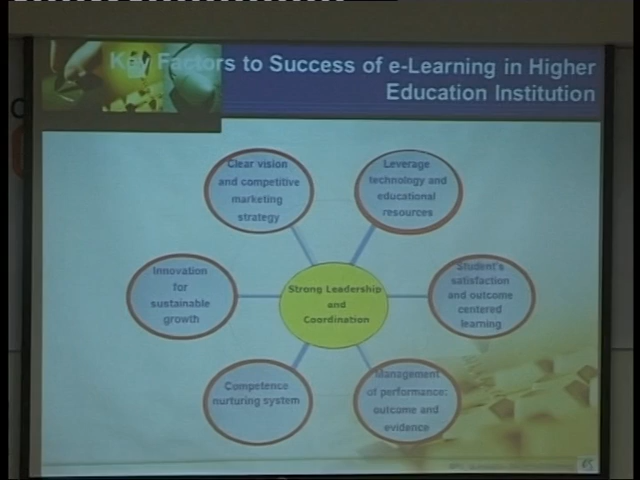 Key Factors to Success of e-Learning in Higher
Education Institution
Clear vision
and competitive
marketing
strategy
Leverage
technology and
educational
resources
Innovation
for
sustainable
growth
Strong Leadership
and
Coordination
Student's
satisfaction
and outcome
centered
learning
Competence
nurturing system
Management
of performance:
outcome and
evidence